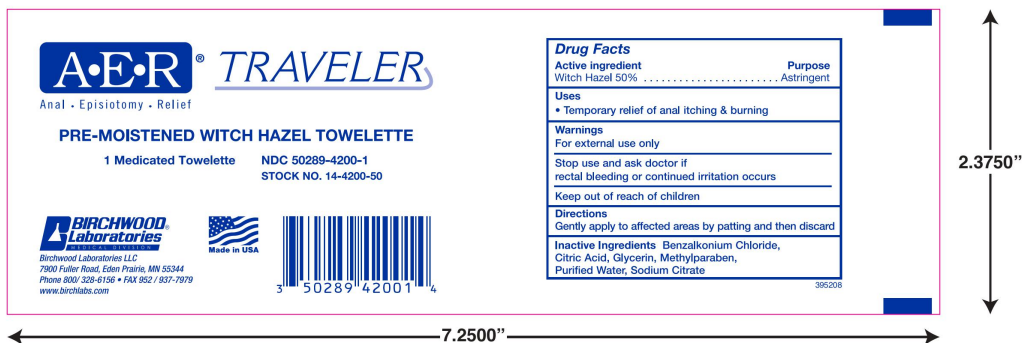 A•E•R® TRAVELER
Anal • Episiotomy • Relief
PRE-MOISTENED WITCH HAZEL TOWELETTE
1 Medicated Towelette NDC 50289-4200-1
STOCK NO. 14-4200-50
BIRCHWOOD®
Laboratories
MEDICAL DIVISION
Birchwood Laboratories LLC
7900 Fuller Road, Eden Prairie, MN 55344
Phone 800/ 328-6156 • FAX 952 / 937-7979
www.birchlabs.com
Made in USA
3 50289 42001 4
Drug Facts
Active ingredient Purpose
Witch Hazel 50% . . . . . . . . . . . . . . . . . . . . . . . Astringent
Uses
• Temporary relief of anal itching & burning
Warnings
For external use only
Stop use and ask doctor if
rectal bleeding or continued irritation occurs
Keep out of reach of children
Directions
Gently apply to affected areas by patting and then discard
Inactive Ingredients Benzalkonium Chloride,
Citric Acid, Glycerin, Methylparaben,
Purified Water, Sodium Citrate
395208
2.3750”
7.2500”